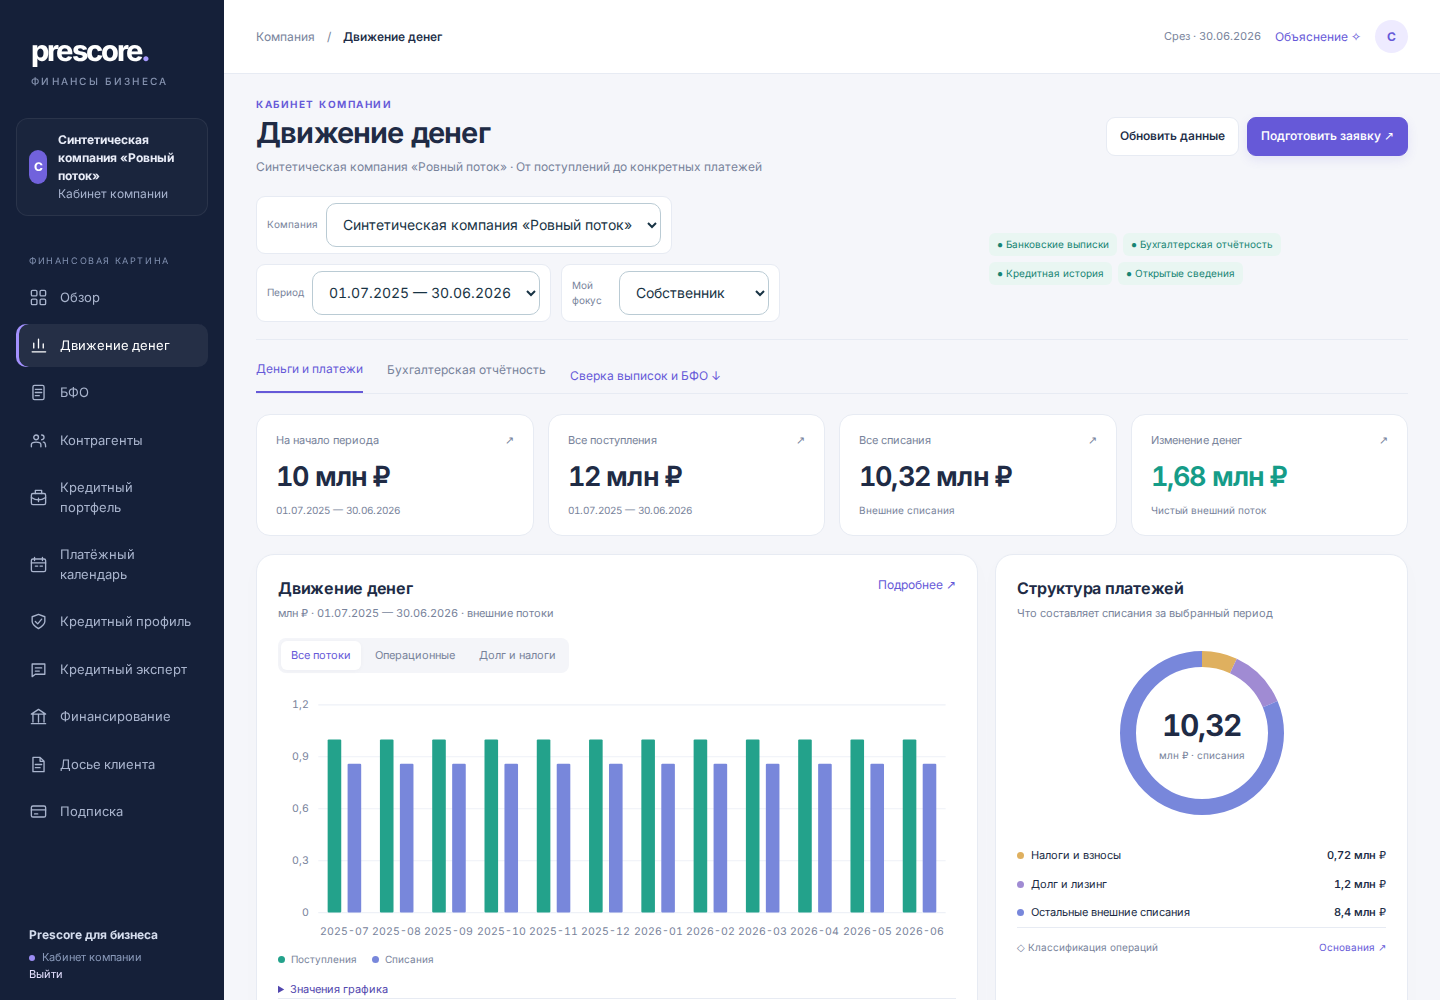 prescore.
ФИНАНСЫ БИЗНЕСА
С
Синтетическая
компания «Ровный
поток»
Кабинет компании
ФИНАНСОВАЯ КАРТИНА
Обзор
Движение денег
БФО
Контрагенты
Кредитный
портфель
Платёжный
календарь
Кредитный профиль
Кредитный эксперт
Финансирование
Досье клиента
Подписка
Prescore для бизнеса
Кабинет компании
Выйти
Компания / Движение денег
Срез · 30.06.2026 Объяснение ✧ С
КАБИНЕТ КОМПАНИИ
Движение денег
Синтетическая компания «Ровный поток» · От поступлений до конкретных платежей
Обновить данные Подготовить заявку ↗
Компания Синтетическая компания «Ровный поток»
Период 01.07.2025 — 30.06.2026
Мой
фокус
Собственник
● Банковские выписки ● Бухгалтерская отчётность
● Кредитная история ● Открытые сведения
Деньги и платежи Бухгалтерская отчётность Сверка выписок и БФО ↓
На начало периода ↗
10 млн ₽
01.07.2025 — 30.06.2026
Все поступления ↗
12 млн ₽
01.07.2025 — 30.06.2026
Все списания ↗
10,32 млн ₽
Внешние списания
Изменение денег ↗
1,68 млн ₽
Чистый внешний поток
Движение денег Подробнее ↗
млн ₽ · 01.07.2025 — 30.06.2026 · внешние потоки
Все потоки Операционные Долг и налоги
1,2
0,9
0,6
0,3
0
2025-07 2025-08 2025-09 2025-10 2025-11 2025-12 2026-01 2026-02 2026-03 2026-04 2026-05 2026-06
Поступления Списания
▶ Значения графика
Структура платежей
Что составляет списания за выбранный период
10,32
млн ₽ · списания
Налоги и взносы 0,72 млн ₽
Долг и лизинг 1,2 млн ₽
Остальные внешние списания 8,4 млн ₽
◇ Классификация операций Основания ↗